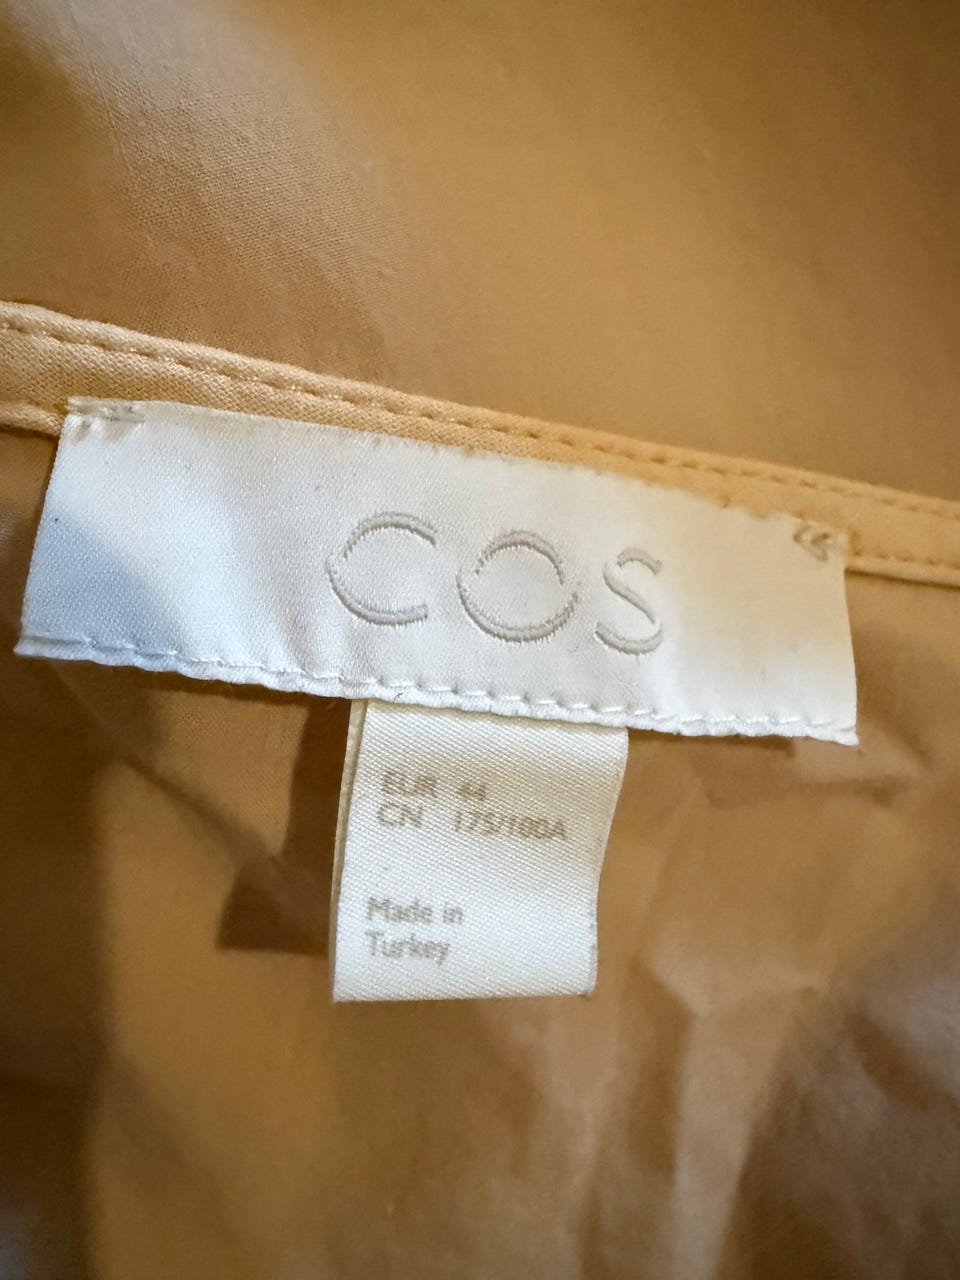 COS
EUR 44
CN 175/100A
Made in
Turkey